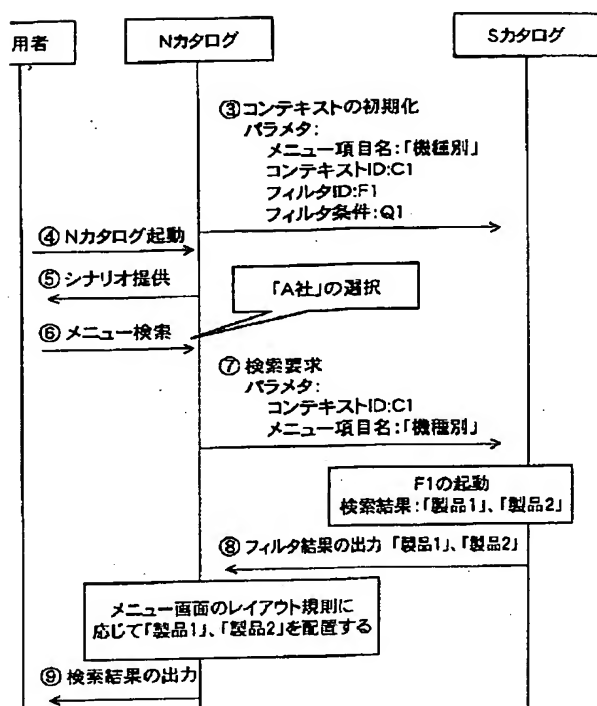 用者
Nカタログ
Sカタログ
③コンテキストの初期化
パラメタ:
メニュー項目名:「機種別」
コンテキストID:C1
フィルタID:F1
フィルタ条件:Q1
④Nカタログ起動
⑤シナリオ提供
「A社」の選択
⑥メニュー検索
⑦検索要求
パラメタ:
コンテキストID:C1
メニュー項目名:「機種別」
F1の起動
検索結果:「製品1」、「製品2」
⑧フィルタ結果の出力 「製品1」、「製品2」
メニュー画面のレイアウト規則に
応じて「製品1」、「製品2」を配置する
⑨検索結果の出力